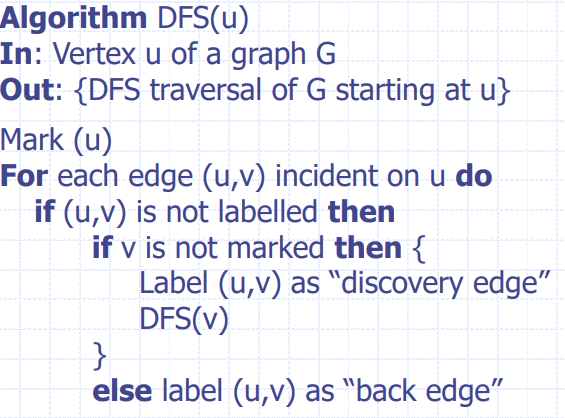 Algorithm DFS(u)
In: Vertex u of a graph G
Out: {DFS traversal of G starting at u}
Mark (u)
For each edge (u,v) incident on u do
if (u,v) is not labelled then
if v is not marked then {
Label (u,v) as “discovery edge”
DFS(v)
}
else label (u,v) as “back edge”